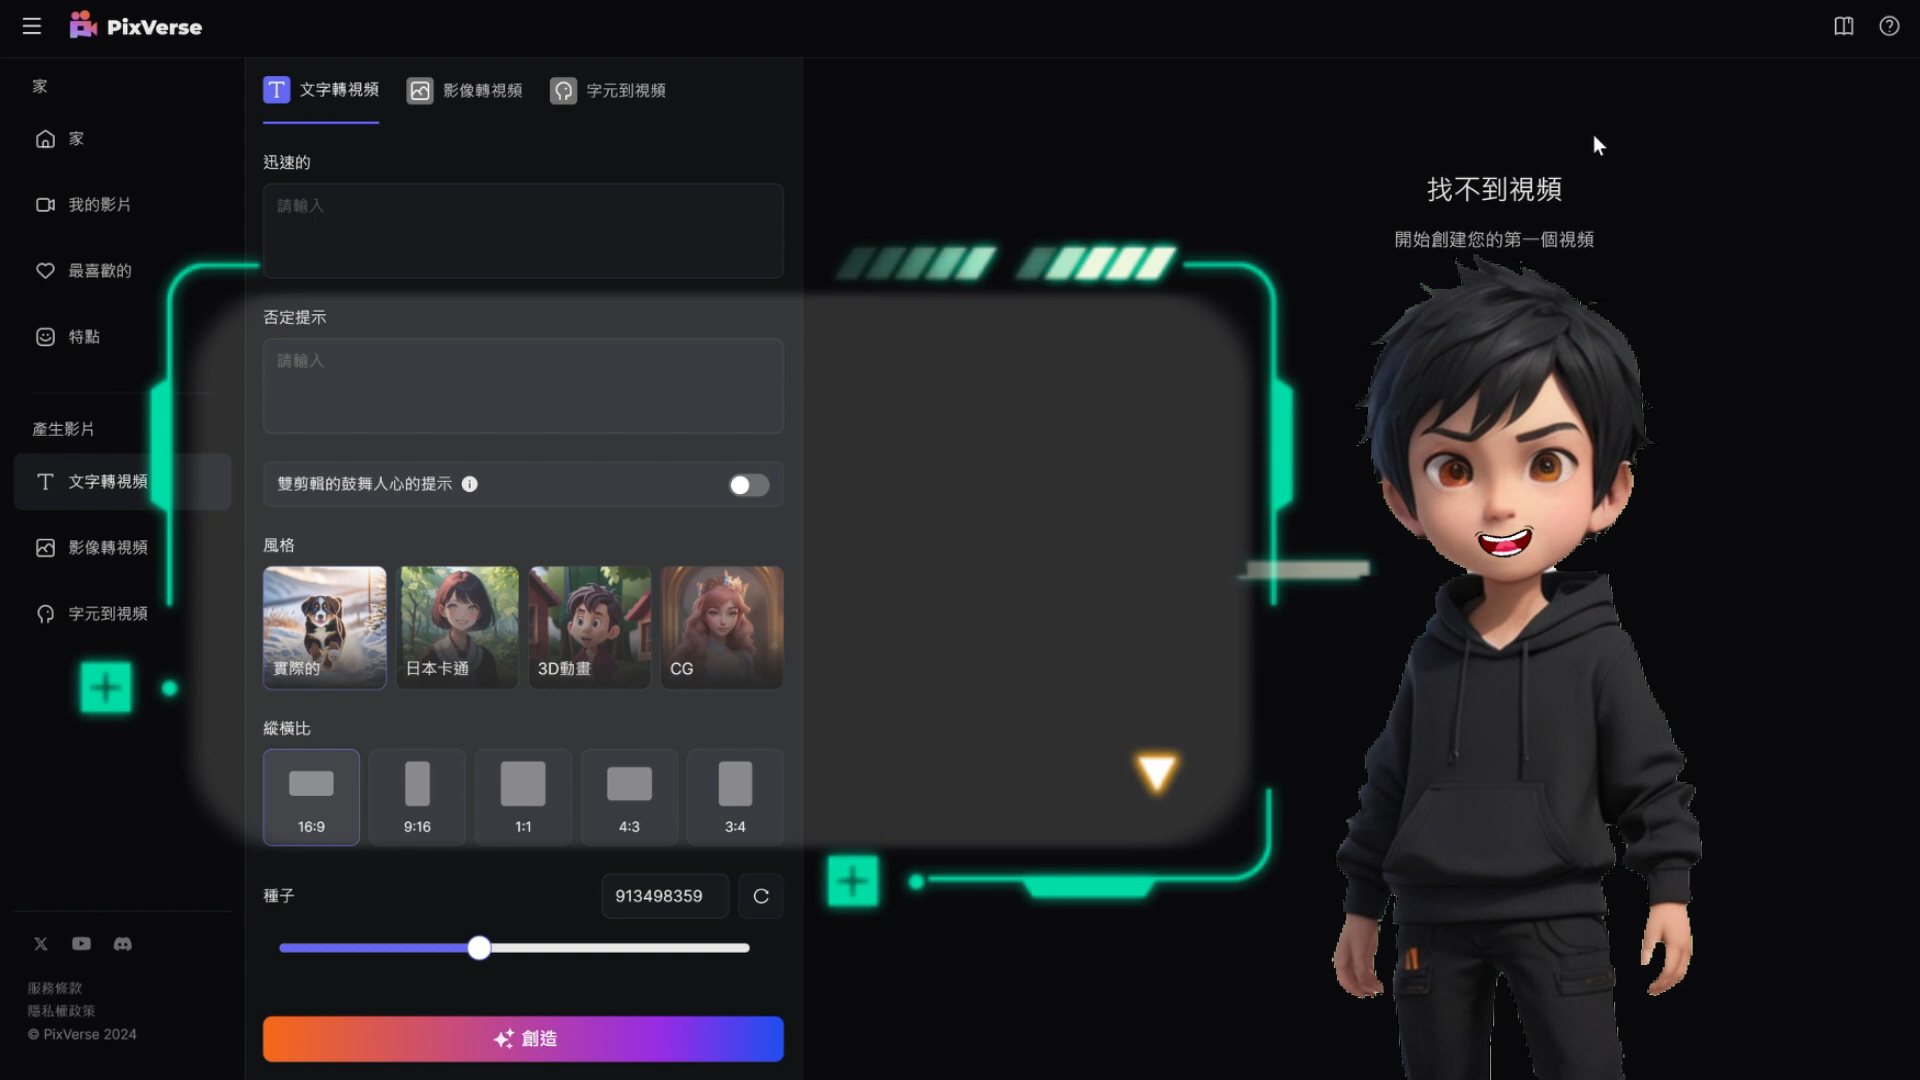 PixVerse
家
家
我的影片
最喜歡的
特點
產生影片
文字轉視頻
影像轉視頻
字元到視頻
服務條款
隱私權政策
© PixVerse 2024
文字轉視頻
影像轉視頻
字元到視頻
迅速的
請輸入
否定提示
請輸入
雙剪輯的鼓舞人心的提示
風格
實際的
日本卡通
3D動畫
CG
縱橫比
16:9
9:16
1:1
4:3
3:4
種子
913498359
創造
找不到視頻
開始創建您的第一個視頻